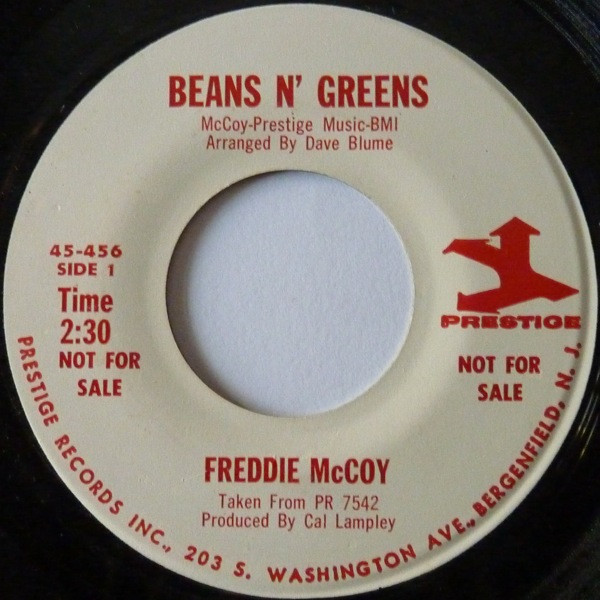 BEANS N' GREENS
McCoy-Prestige Music-BMI
Arranged By Dave Blume
45-456
SIDE 1
Time
2:30
NOT FOR
SALE
PRESTIGE
NOT FOR
SALE
FREDDIE McCOY
Taken From PR 7542
Produced By Cal Lampley
PRESTIGE RECORDS INC., 203 S. WASHINGTON AVE., BERGENFIELD, N. J.